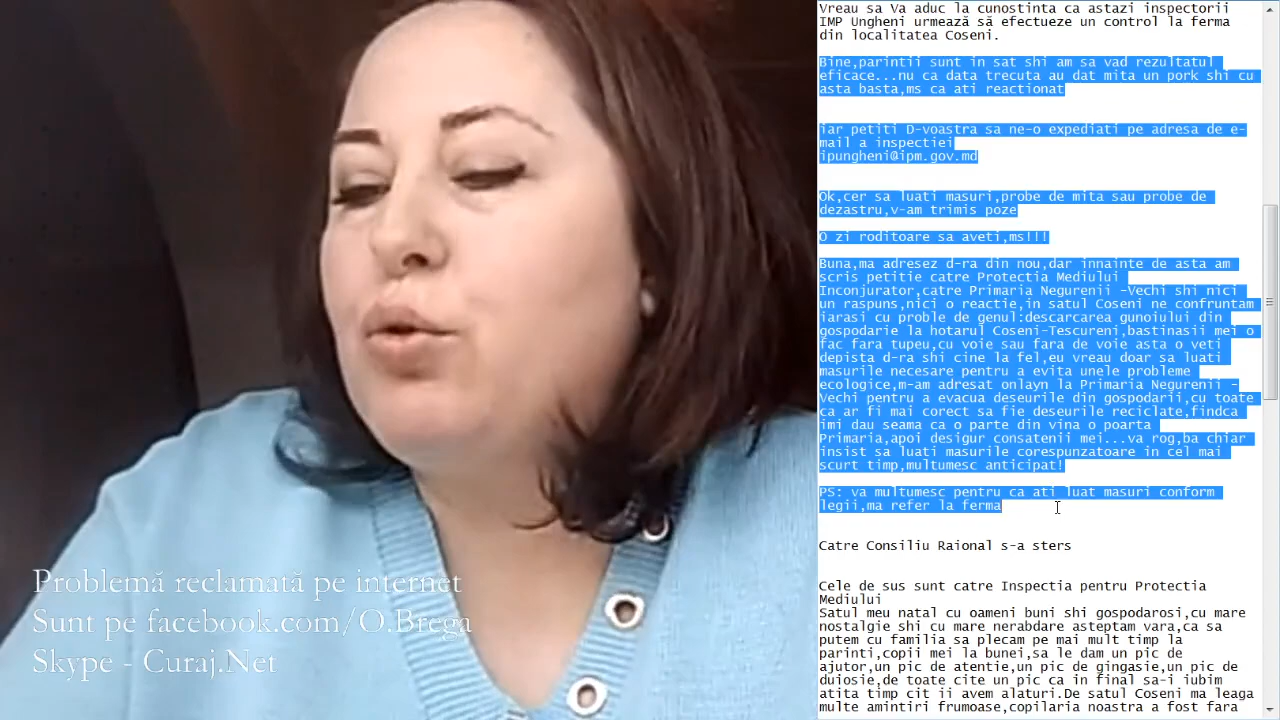 Vreau sa Va aduc la cunostinta ca astazi inspectorii
IMP Ungheni urmează să efectueze un control la ferma
din localitatea Coseni.
Bine,parintii sunt in sat shi am sa vad rezultatul
eficace...nu ca data trecuta au dat mita un pork shi cu
asta basta,ms ca ati reactionat
iar petiti D-voastra sa ne-o expediati pe adresa de e-
mail a inspectiei
ipungheni@ipm.gov.md
Ok,cer sa luati masuri,probe de mita sau probe de
dezastru,v-am trimis poze
O zi roditoare sa aveti,ms!!!
Buna,ma adresez d-ra din nou,dar innainte de asta am
scris petitie catre Protectia Mediului
Inconjurator,catre Primaria Negurenii -Vechi shi nici
un raspuns,nici o reactie,in satul Coseni ne confruntam
iarasi cu proble de genul:descarcarea gunoiului din
gospodarie la hotarul Coseni-Tescureni,bastinasii mei o
fac fara tupeu,cu voie sau fara de voie asta o veti
depista d-ra shi cine la fel,eu vreau doar sa luati
masurile necesare pentru a evita unele probleme
ecologice,m-am adresat onlayn la Primaria Negurenii -
Vechi pentru a evacua deseurile din gospodarii,cu toate
ca ar fi mai corect sa fie deseurile reciclate,findca
imi dau seama ca o parte din vina o poarta
Primaria,apoi desigur consatenii mei...va rog,ba chiar
insist sa luati masurile corespunzatoare in cel mai
scurt timp,multumesc anticipat!
PS: va multumesc pentru ca ati luat masuri conform
legii,ma refer la ferma
Catre Consiliu Raional s-a sters
Cele de sus sunt catre Inspectia pentru Protectia
Mediului
Satul meu natal cu oameni buni shi gospodarosi,cu mare
nostalgie shi cu mare nerabdare asteptam vara,ca sa
putem cu familia sa plecam pe mai mult timp la
parinti,copii mei la bunei,sa le dam un pic de
ajutor,un pic de atentie,un pic de gingasie,un pic de
duiosie,de toate cite un pic ca in final sa-i iubim
atita timp cit ii avem alaturi.De satul Coseni ma leaga
multe amintiri frumoase,copilaria noastra a fost fara
Problemă reclamată pe internet
Sunt pe facebook.com/O.Brega
Skype - Curaj.Net